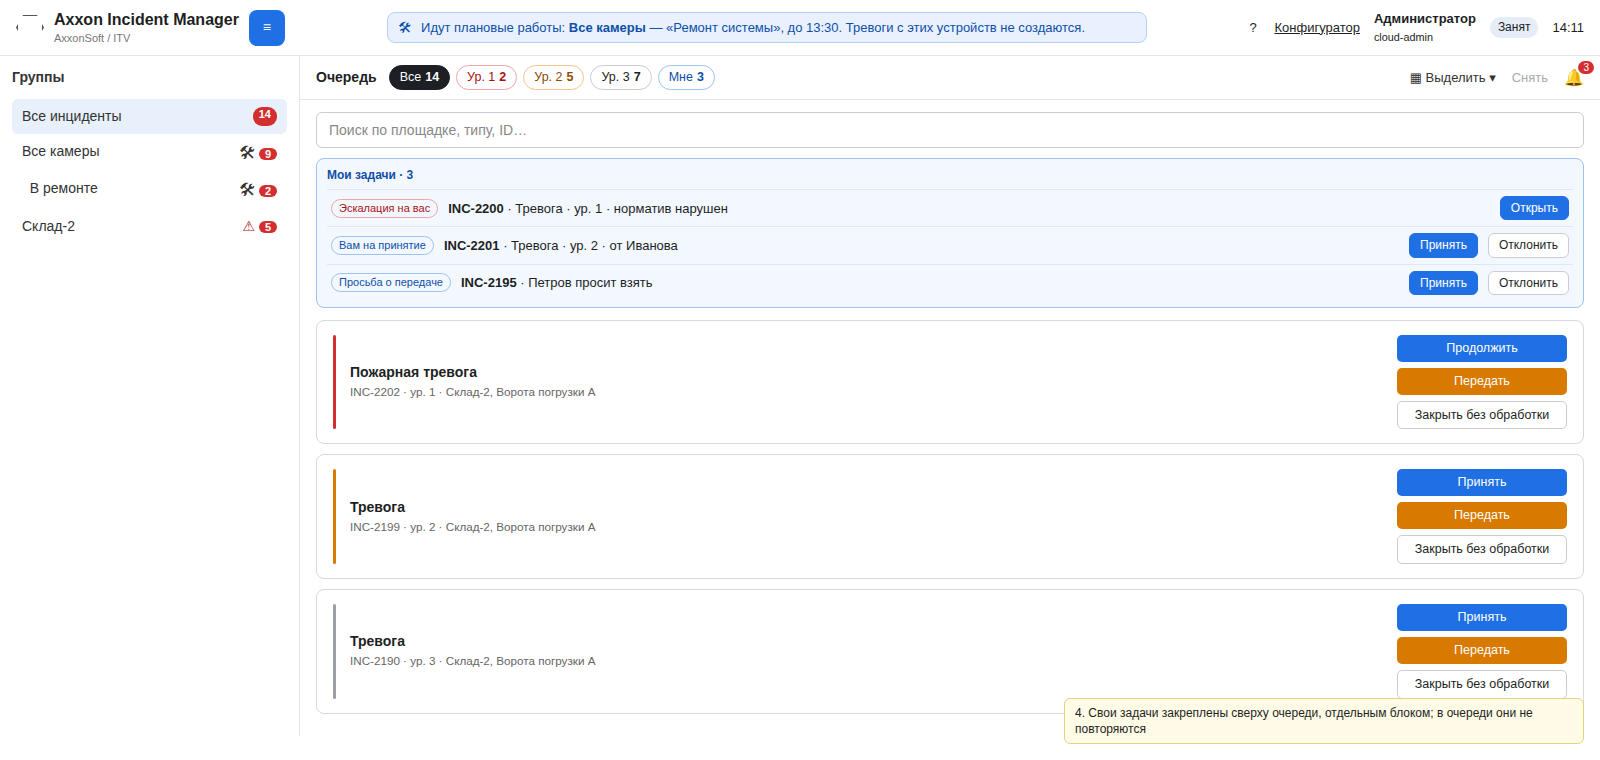 Axxon Incident Manager
AxxonSoft / ITV
≡
🛠 Идут плановые работы: Все камеры — «Ремонт системы», до 13:30. Тревоги с этих устройств не создаются.
?
Конфигуратор
Администратор
cloud-admin
Занят
14:11
Группы
Все инциденты 14
Все камеры 🛠 9
В ремонте 🛠 2
Склад-2 ⚠ 5
Очередь
Все 14
Ур. 1 2
Ур. 2 5
Ур. 3 7
Мне 3
▦ Выделить ▾
Снять
🔔 3
Поиск по площадке, типу, ID…
Мои задачи · 3
Эскалация на вас INC-2200 · Тревога · ур. 1 · норматив нарушен Открыть
Вам на принятие INC-2201 · Тревога · ур. 2 · от Иванова Принять Отклонить
Просьба о передаче INC-2195 · Петров просит взять Принять Отклонить
Пожарная тревога
INC-2202 · ур. 1 · Склад-2, Ворота погрузки А
Продолжить
Передать
Закрыть без обработки
Тревога
INC-2199 · ур. 2 · Склад-2, Ворота погрузки А
Принять
Передать
Закрыть без обработки
Тревога
INC-2190 · ур. 3 · Склад-2, Ворота погрузки А
Принять
Передать
Закрыть без обработки
4. Свои задачи закреплены сверху очереди, отдельным блоком; в очереди они не
повторяются